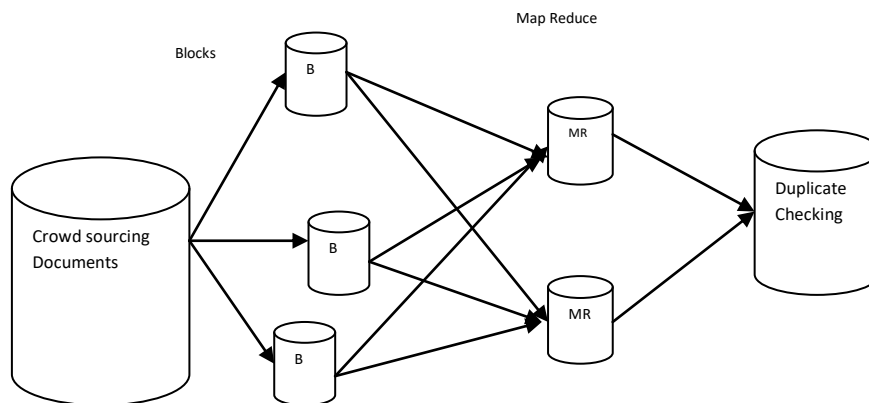 Map Reduce
Blocks
B
MR
Duplicate
Checking
Crowd sourcing
Documents
B
MR
B